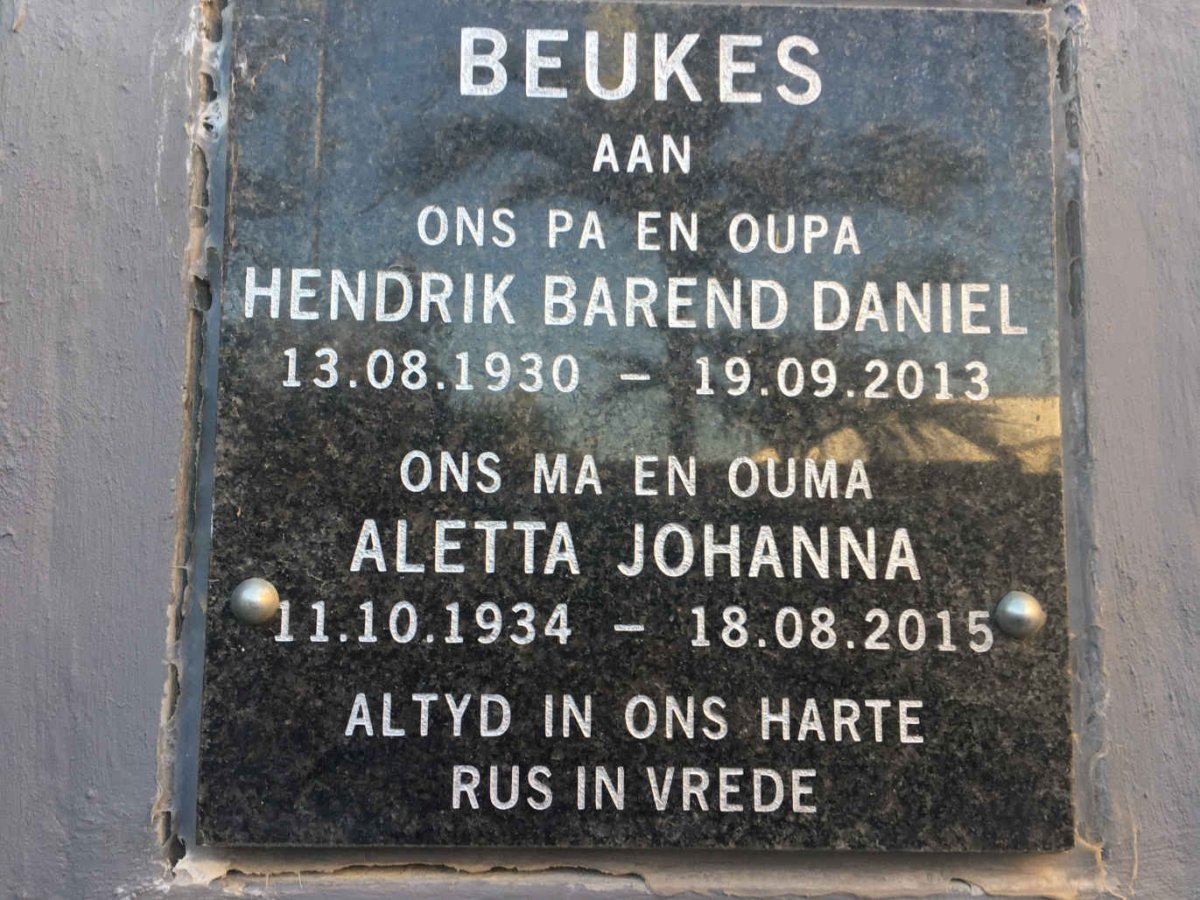 BEUKES
AAN
ONS PA EN OUPA
HENDRIK BAREND DANIEL
13.08.1930 – 19.09.2013
ONS MA EN OUMA
ALETTA JOHANNA
11.10.1934 – 18.08.2015
ALTYD IN ONS HARTE
RUS IN VREDE